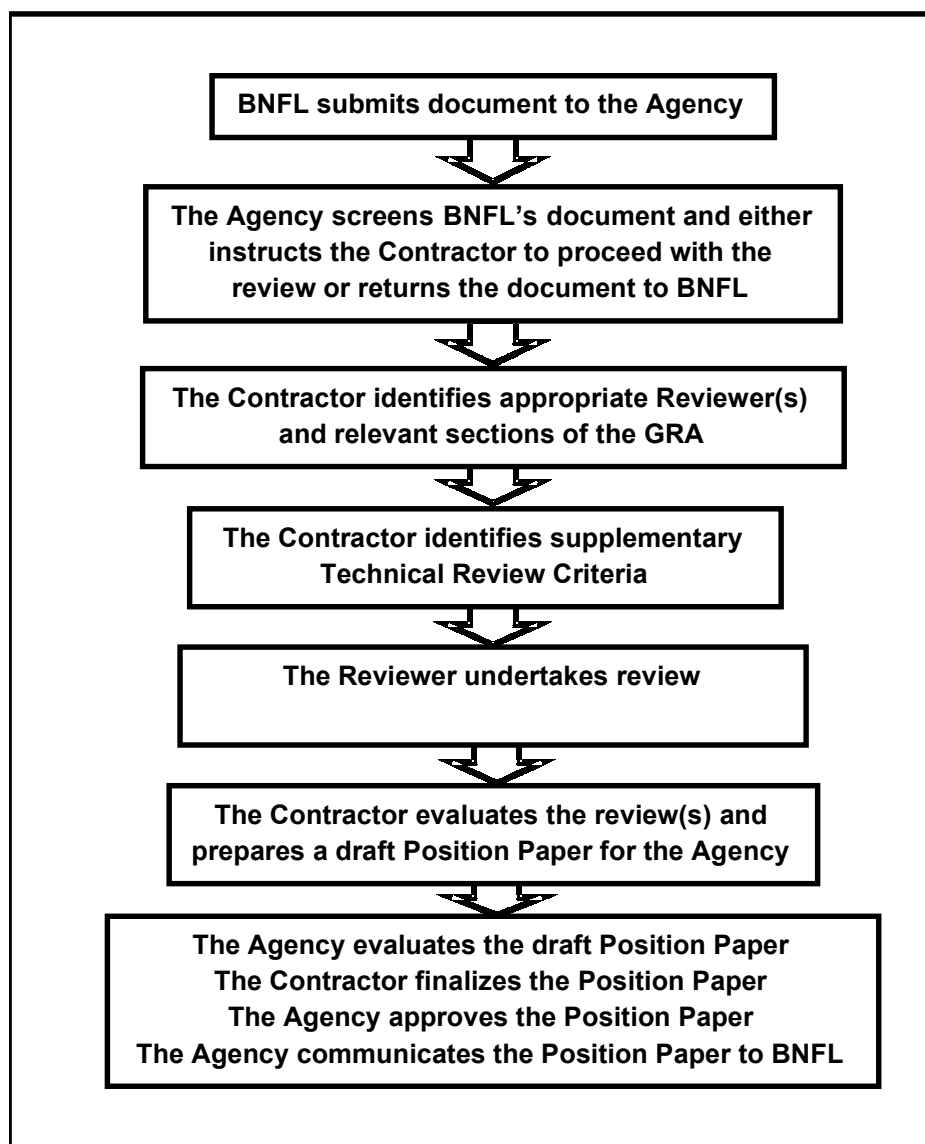 BNFL submits document to the Agency
The Agency screens BNFL’s document and either
instructs the Contractor to proceed with the
review or returns the document to BNFL
The Contractor identifies appropriate Reviewer(s)
and relevant sections of the GRA
The Contractor identifies supplementary
Technical Review Criteria
The Reviewer undertakes review
The Contractor evaluates the review(s) and
prepares a draft Position Paper for the Agency
The Agency evaluates the draft Position Paper
The Contractor finalizes the Position Paper
The Agency approves the Position Paper
The Agency communicates the Position Paper to BNFL